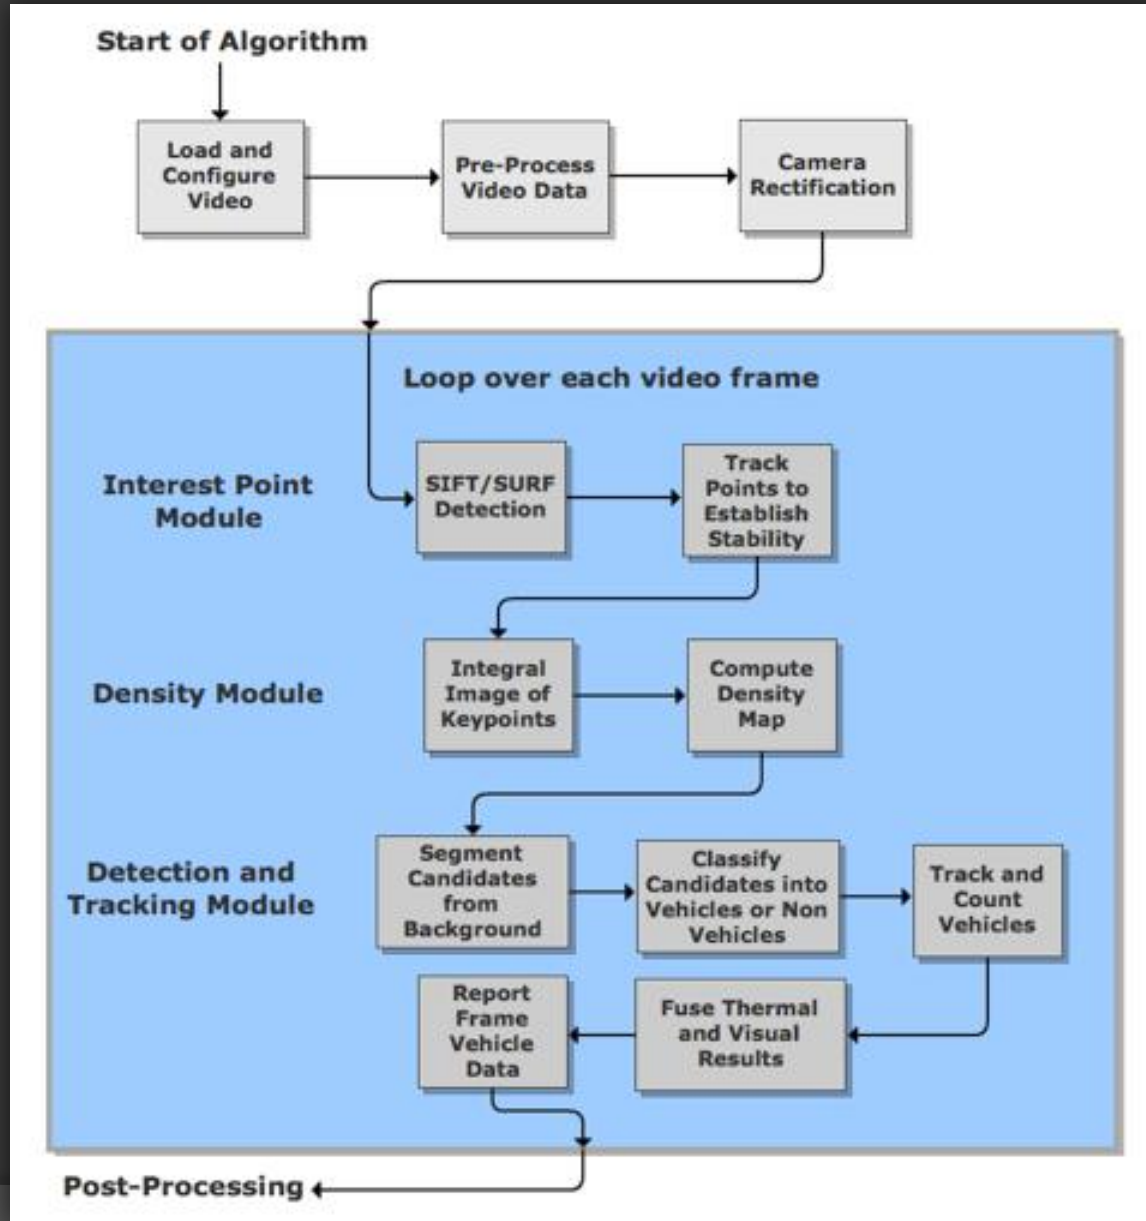 Start of Algorithm
Load and
Configure
Video
Pre-Process
Video Data
Camera
Rectification
Loop over each video frame
Interest Point
Module
SIFT/SURF
Detection
Track
Points to
Establish
Stability
Density Module
Integral
Image of
Keypoints
Compute
Density
Map
Detection and
Tracking Module
Segment
Candidates
from
Background
Classify
Candidates into
Vehicles or Non
Vehicles
Track and
Count
Vehicles
Fuse Thermal
and Visual
Results
Report
Frame
Vehicle
Data
Post-Processing